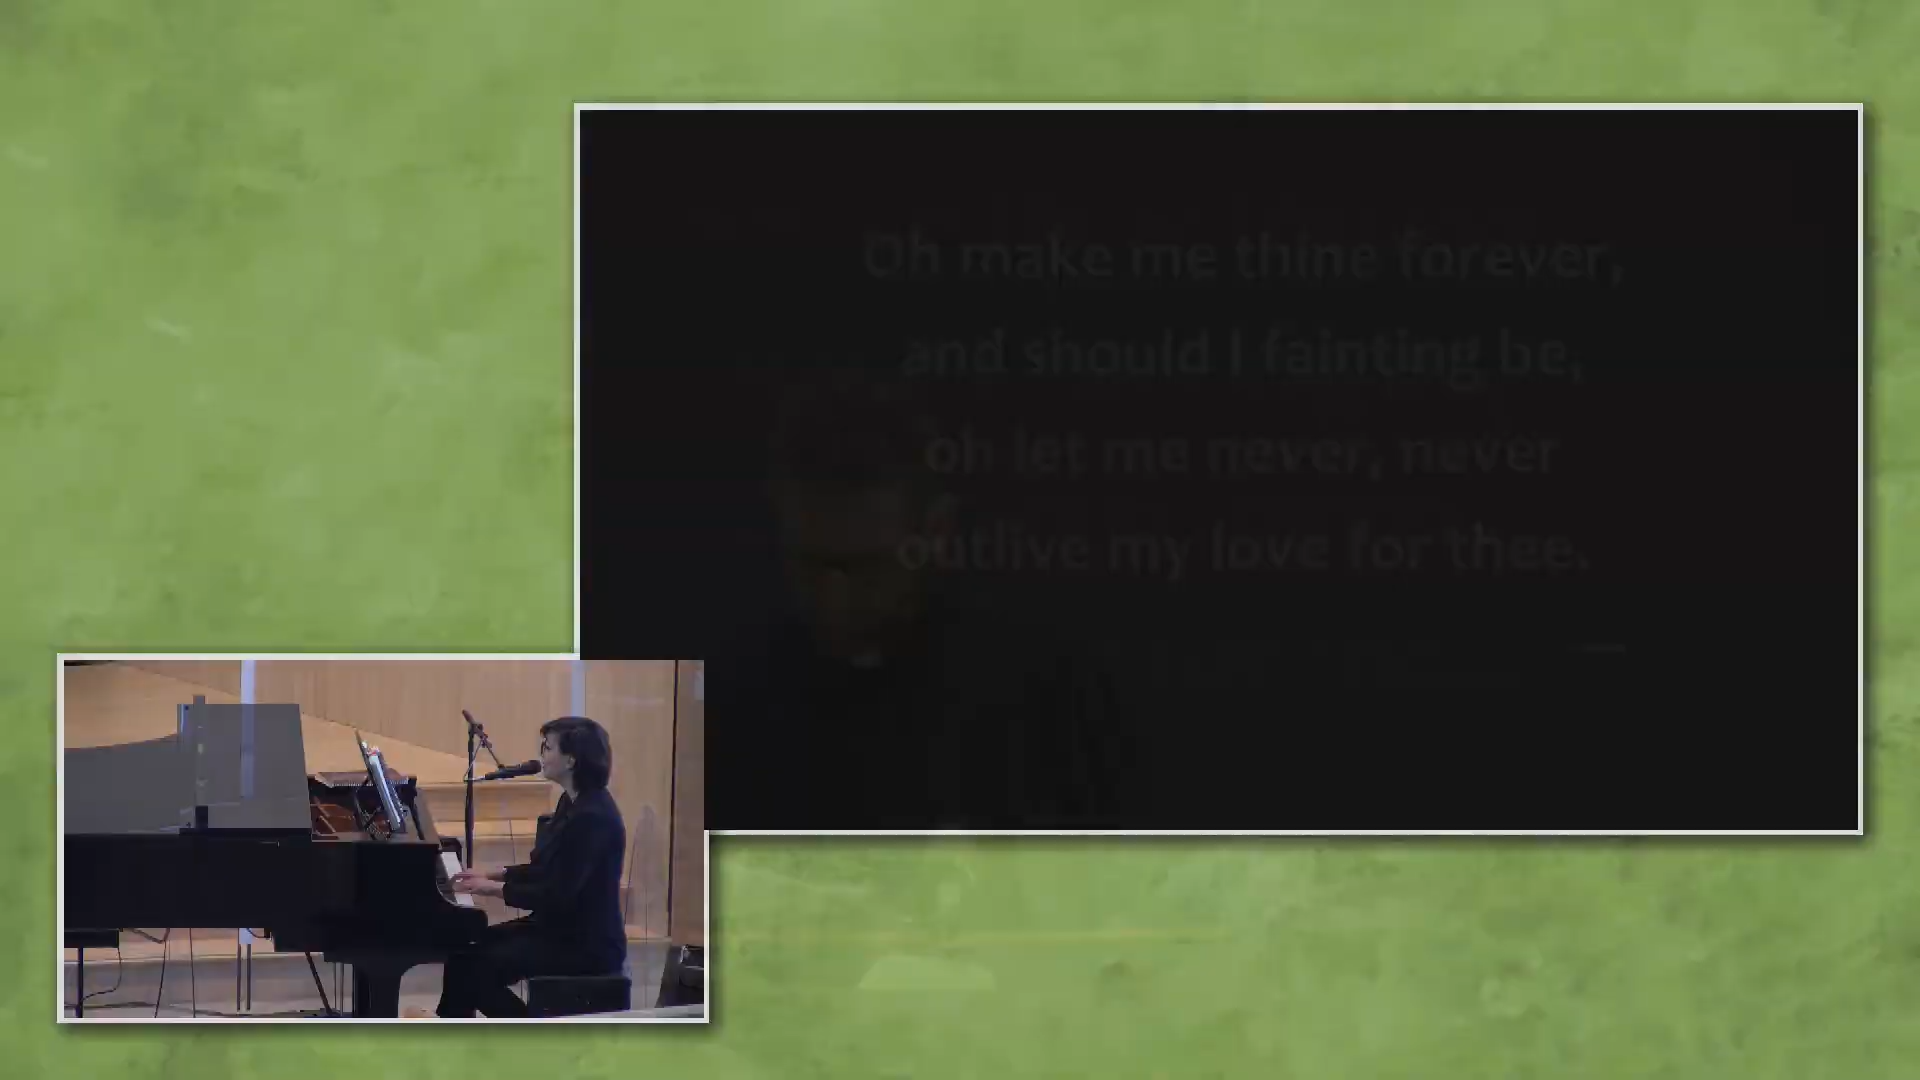 Oh make me thine forever,
and should I fainting be,
oh let me never, never
outlive my love for thee.